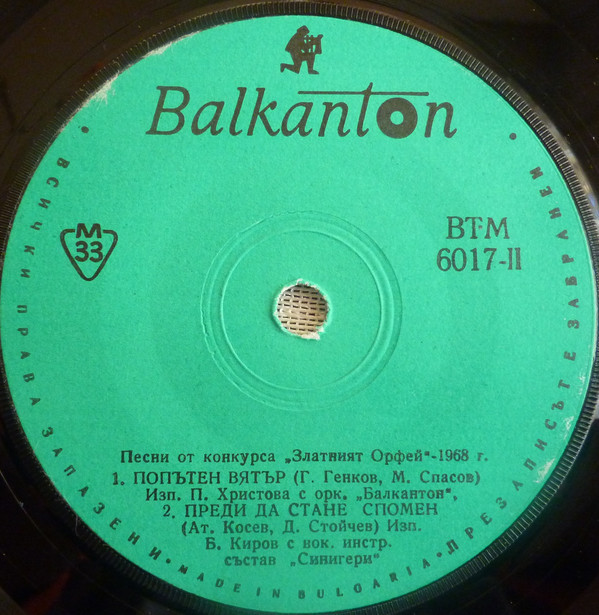 Balkanton
М
33
ВТМ
6017-II
Песни от конкурса „Златният Орфей“-1968 г.
1. ПОПЪТЕН ВЯТЪР (Г. Генков, М. Спасов)
Изп. П. Христова с орк. „Балкантон“,
2. ПРЕДИ ДА СТАНЕ СПОМЕН
(Ат. Косев, Д. Стойчев) Изп.
Б. Киров с вок. инстр.
състав „Синигери“
• ВСИЧКИ ПРАВА ЗАПАЗЕНИ • MADE IN BULGARIA • ПРЕЗАПИСЪТ Е ЗАБРАНЕН •